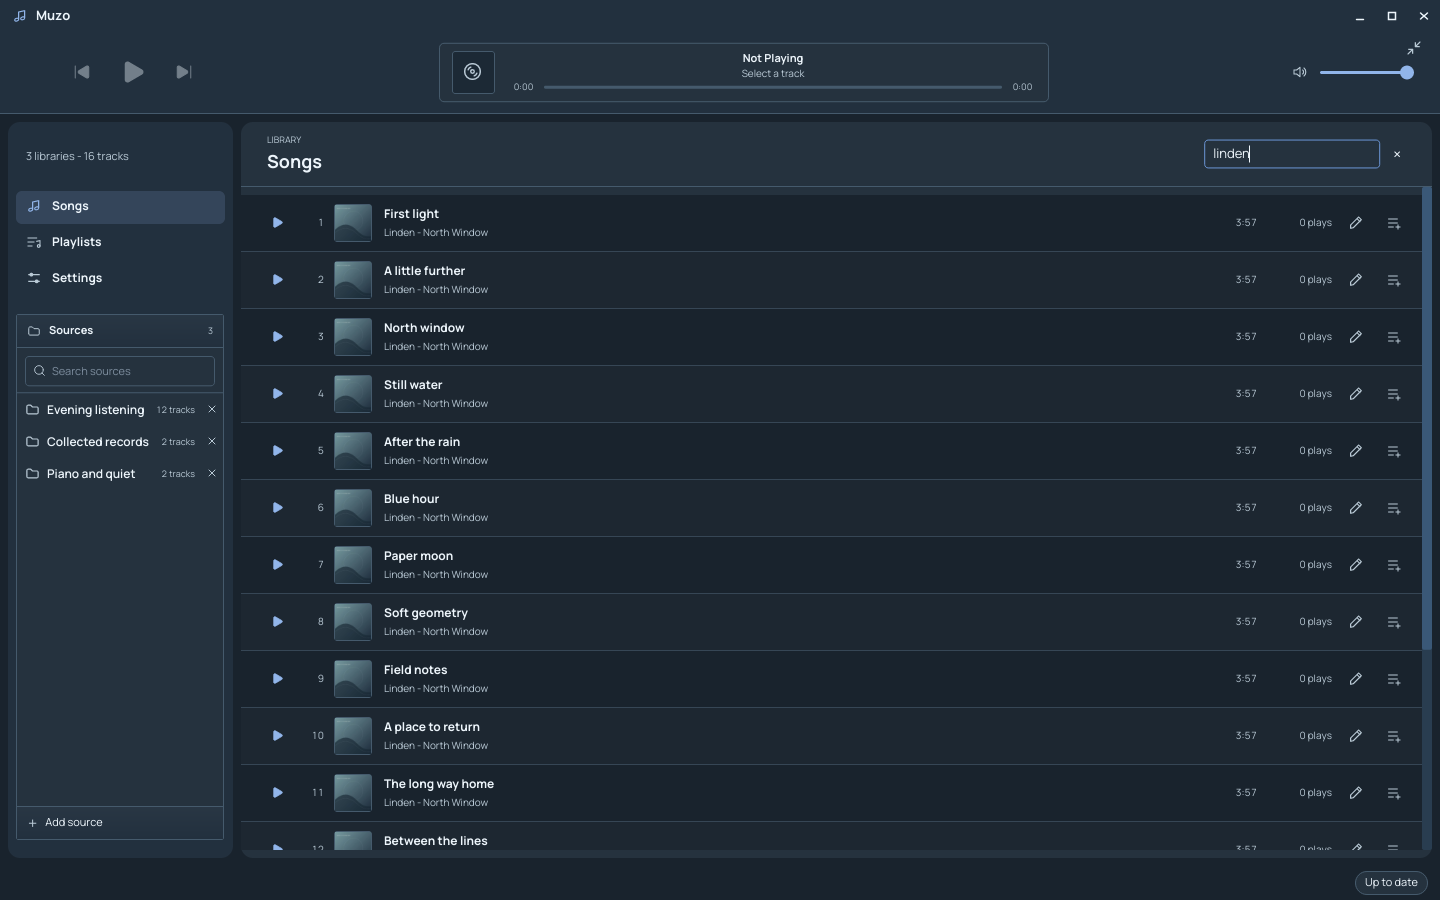 Muzo
Not Playing
Select a track
0:00
0:00
3 libraries - 16 tracks
Songs
Playlists
Settings
Sources
3
Search sources
Evening listening
12 tracks
Collected records
2 tracks
Piano and quiet
2 tracks
Add source
LIBRARY
Songs
linden
1
First light
Linden - North Window
3:57
0 plays
2
A little further
Linden - North Window
3:57
0 plays
3
North window
Linden - North Window
3:57
0 plays
4
Still water
Linden - North Window
3:57
0 plays
5
After the rain
Linden - North Window
3:57
0 plays
6
Blue hour
Linden - North Window
3:57
0 plays
7
Paper moon
Linden - North Window
3:57
0 plays
8
Soft geometry
Linden - North Window
3:57
0 plays
9
Field notes
Linden - North Window
3:57
0 plays
10
A place to return
Linden - North Window
3:57
0 plays
11
The long way home
Linden - North Window
3:57
0 plays
12
Between the lines
3:57
0 plays
Up to date